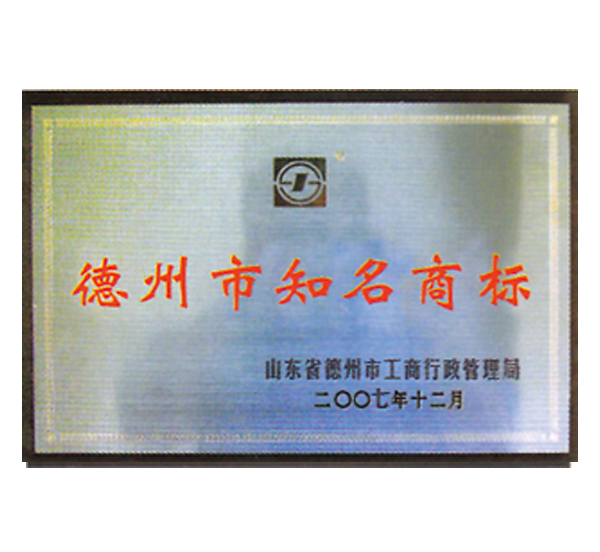 德州市知名商标
山东省德州市工商行政管理局
二〇〇七年十二月